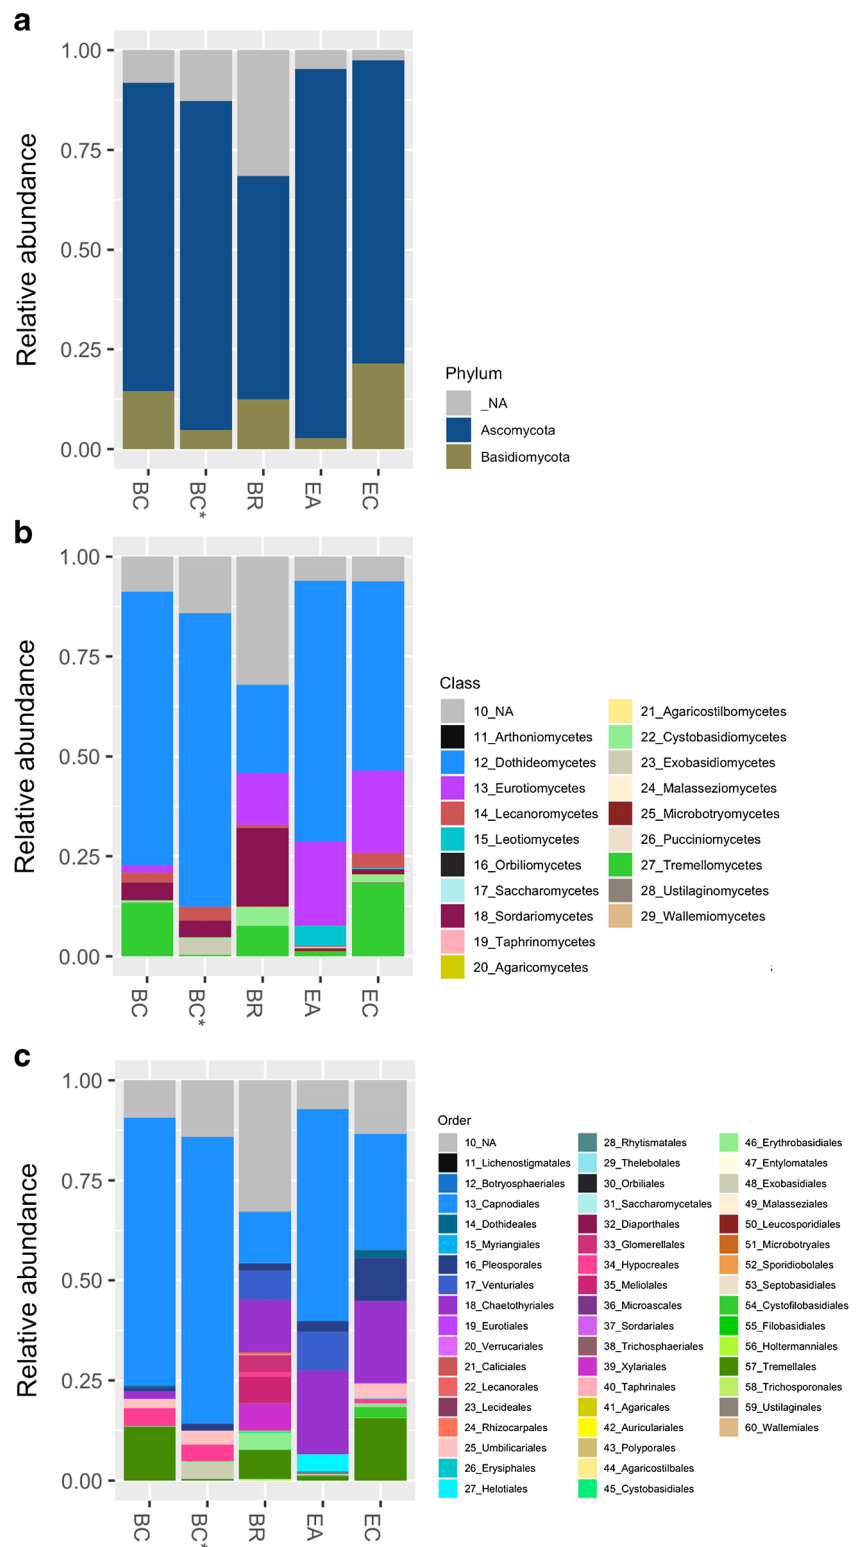 a
1.00
0.75
0.50
0.25
0.00
Relative abundance
BC
BC*
BR
EA
EC
Phylum
_NA
Ascomycota
Basidiomycota
b
1.00
0.75
0.50
0.25
0.00
Relative abundance
BC
BC*
BR
EA
EC
Class
10_NA
11_Arthoniomycetes
12_Dothideomycetes
13_Eurotiomycetes
14_Lecanoromycetes
15_Leotiomycetes
16_Orbiliomycetes
17_Saccharomycetes
18_Sordariomycetes
19_Taphrinomycetes
20_Agaricomycetes
21_Agaricostilbomycetes
22_Cystobasidiomycetes
23_Exobasidiomycetes
24_Malasseziomycetes
25_Microbotryomycetes
26_Pucciniomycetes
27_Tremellomycetes
28_Ustilaginomycetes
29_Wallemiomycetes
c
1.00
0.75
0.50
0.25
0.00
Relative abundance
BC
BC*
BR
EA
EC
Order
10_NA
11_Lichenostigmatales
12_Botryosphaeriales
13_Capnodiales
14_Dothideales
15_Myriangiales
16_Pleosporales
17_Venturiales
18_Chaetothyriales
19_Eurotiales
20_Verrucariales
21_Caliciales
22_Lecanorales
23_Lecideales
24_Rhizocarpales
25_Umbilicariales
26_Erysiphales
27_Helotiales
28_Rhytismatales
29_Thelebolales
30_Orbiliales
31_Saccharomycetales
32_Diaporthales
33_Glomerellales
34_Hypocreales
35_Meliolales
36_Microascales
37_Sordariales
38_Trichosphaeriales
39_Xylariales
40_Taphrinales
41_Agaricales
42_Auriculariales
43_Polyporales
44_Agaricostilbales
45_Cystobasidiales
46_Erythrobasidiales
47_Entylomatales
48_Exobasidiales
49_Malasseziales
50_Leucosporidiales
51_Microbotryales
52_Sporidiobolales
53_Septobasidiales
54_Cystofilobasidiales
55_Filobasidiales
56_Holtermanniales
57_Tremellales
58_Trichosporonales
59_Ustilaginales
60_Wallemiales